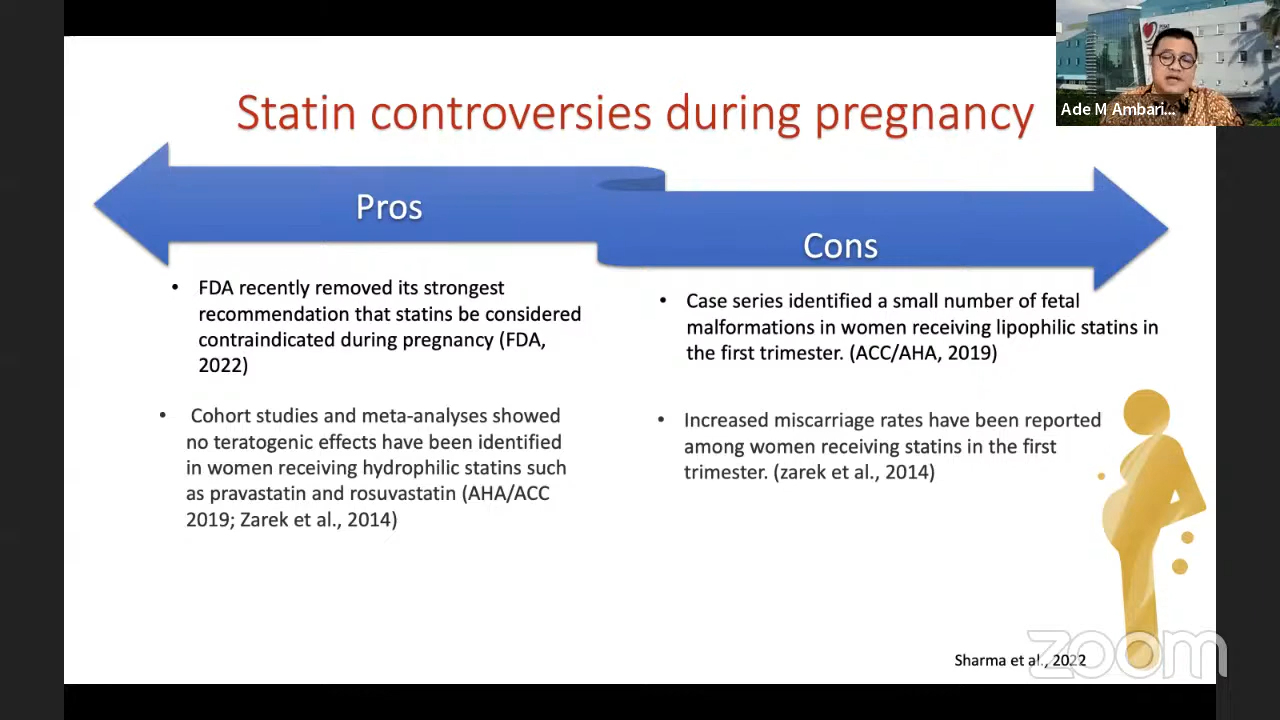 Statin controversies during pregnancy
Ade M Ambari...
Pros
Cons
• FDA recently removed its strongest
recommendation that statins be considered
contraindicated during pregnancy (FDA,
2022)
• Cohort studies and meta-analyses showed
no teratogenic effects have been identified
in women receiving hydrophilic statins such
as pravastatin and rosuvastatin (AHA/ACC
2019; Zarek et al., 2014)
• Case series identified a small number of fetal
malformations in women receiving lipophilic statins in
the first trimester. (ACC/AHA, 2019)
• Increased miscarriage rates have been reported
among women receiving statins in the first
trimester. (zarek et al., 2014)
Sharma et al., 2022
zoom